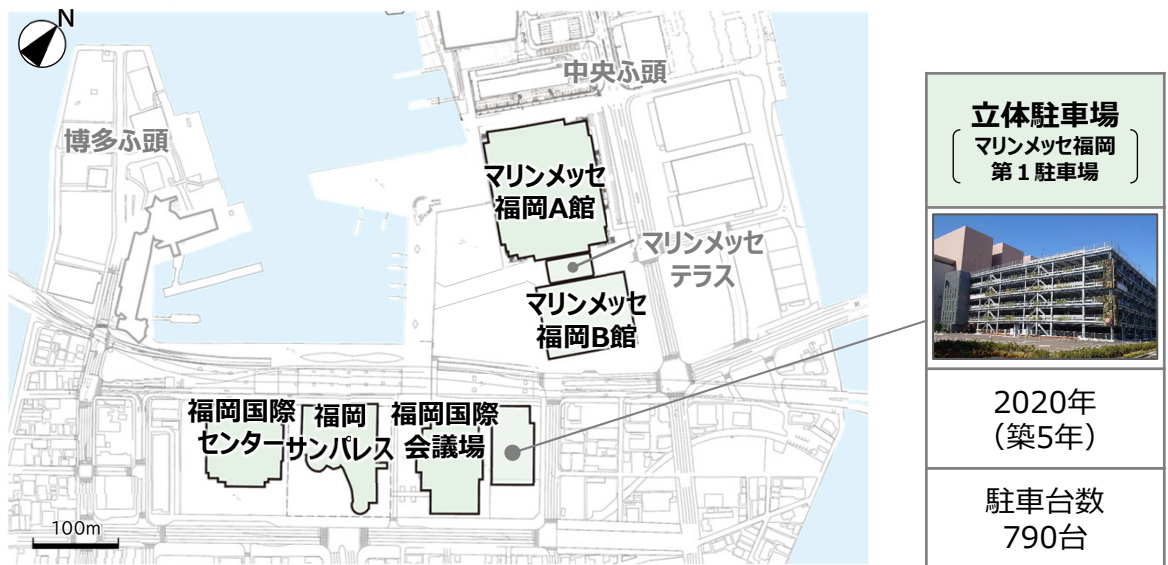 N
中央ふ頭
博多ふ頭
マリンメッセ
福岡A館
マリンメッセ
テラス
マリンメッセ
福岡B館
福岡国際
センター
福岡
サンパレス
福岡国際
会議場
100m
立体駐車場
マリンメッセ福岡
第１駐車場
2020年
（築5年）
駐車台数
790台